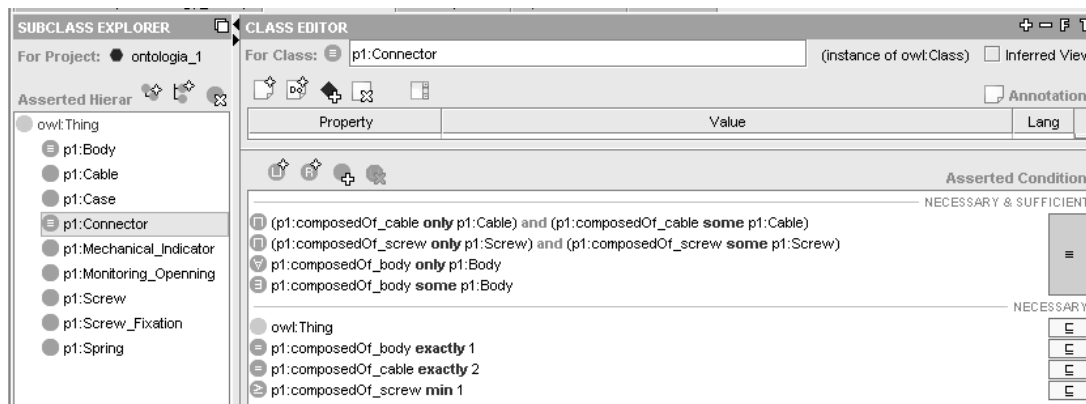 SUBCLASS EXPLORER
For Project: ontologia_1
Asserted Hierar
owl:Thing
p1:Body
p1:Cable
p1:Case
p1:Connector
p1:Mechanical_Indicator
p1:Monitoring_Openning
p1:Screw
p1:Screw_Fixation
p1:Spring
CLASS EDITOR
For Class: p1:Connector (instance of owl:Class) Inferred View
Annotation
Property Value Lang
Asserted Condition
NECESSARY & SUFFICIENT
(p1:composedOf_cable only p1:Cable) and (p1:composedOf_cable some p1:Cable)
(p1:composedOf_screw only p1:Screw) and (p1:composedOf_screw some p1:Screw)
p1:composedOf_body only p1:Body
p1:composedOf_body some p1:Body
NECESSARY
owl:Thing
p1:composedOf_body exactly 1
p1:composedOf_cable exactly 2
p1:composedOf_screw min 1